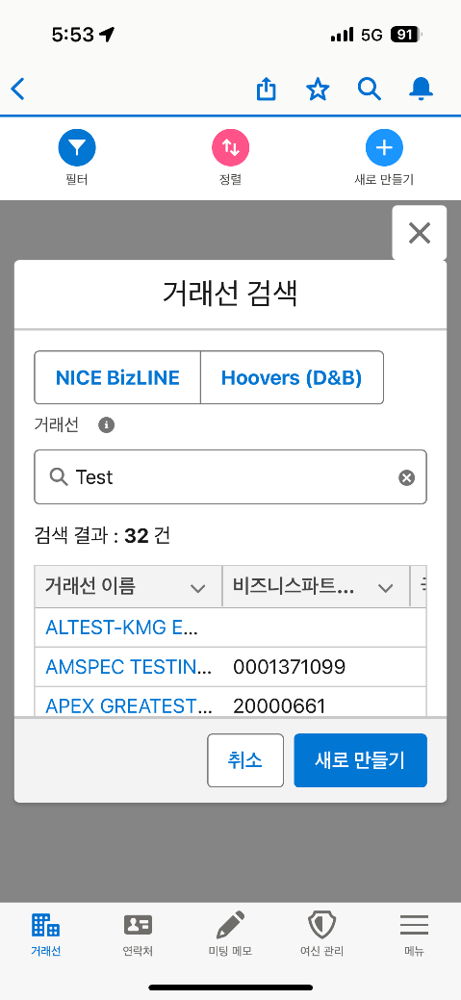 5:53 5G 91
필터 정렬 새로 만들기
거래선 검색
NICE BizLINE Hoovers (D&B)
거래선
Test
검색 결과 : 32 건
거래선 이름 비즈니스파트...
ALTEST-KMG E...
AMSPEC TESTIN... 0001371099
APEX GREATEST... 20000661
취소 새로 만들기
거래선 연락처 미팅 메모 여신 관리 메뉴